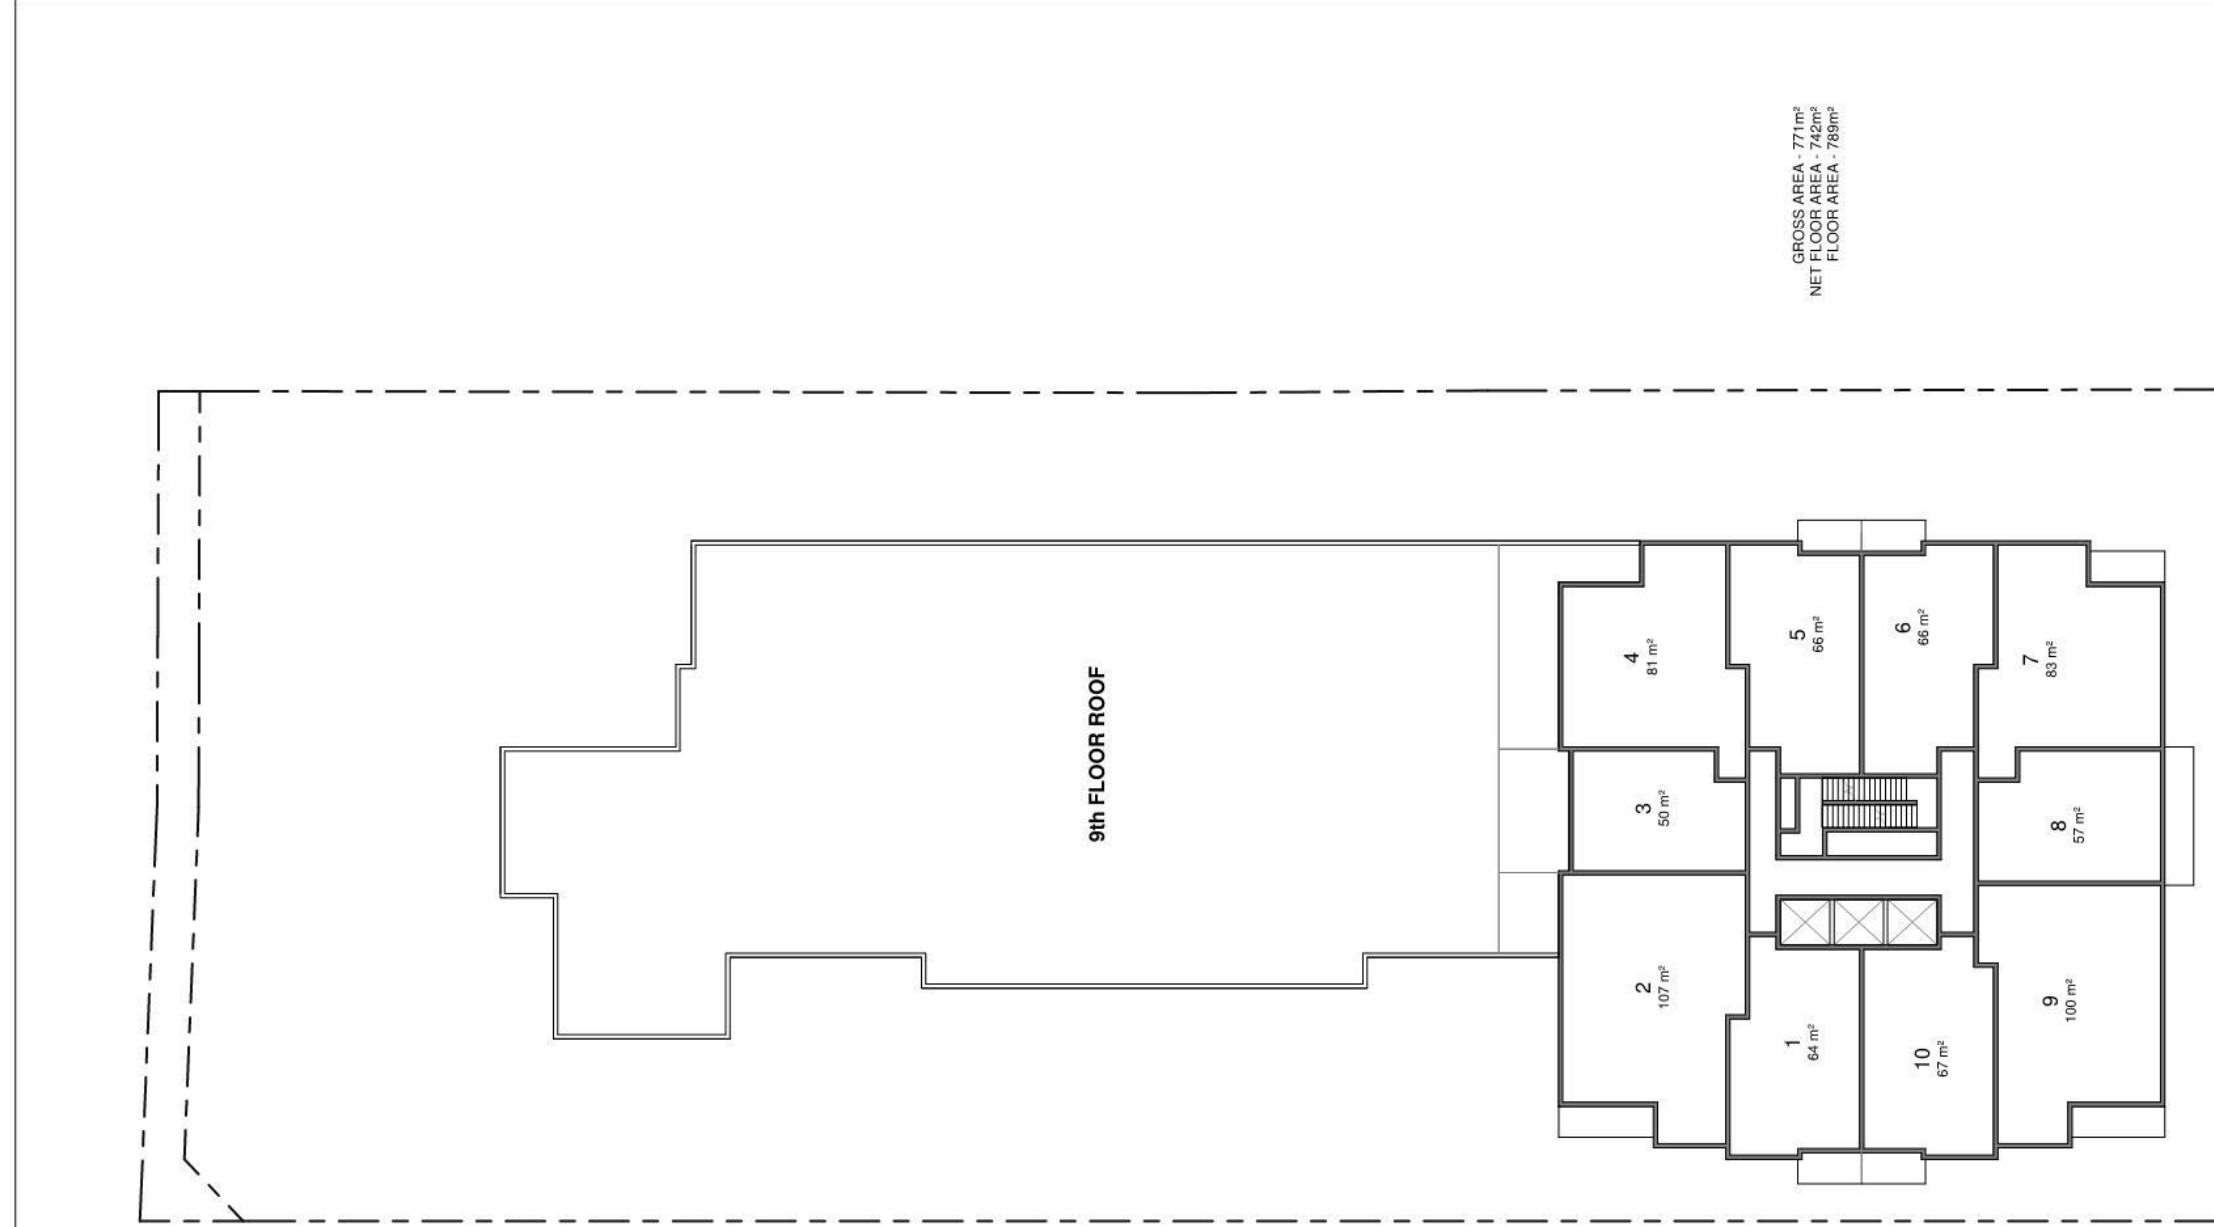 GROSS AREA - 771m²
NET FLOOR AREA - 742m²
FLOOR AREA - 789m²
9th FLOOR ROOF
4
81 m²
5
66 m²
6
66 m²
7
83 m²
3
50 m²
8
57 m²
2
107 m²
1
64 m²
10
67 m²
9
100 m²